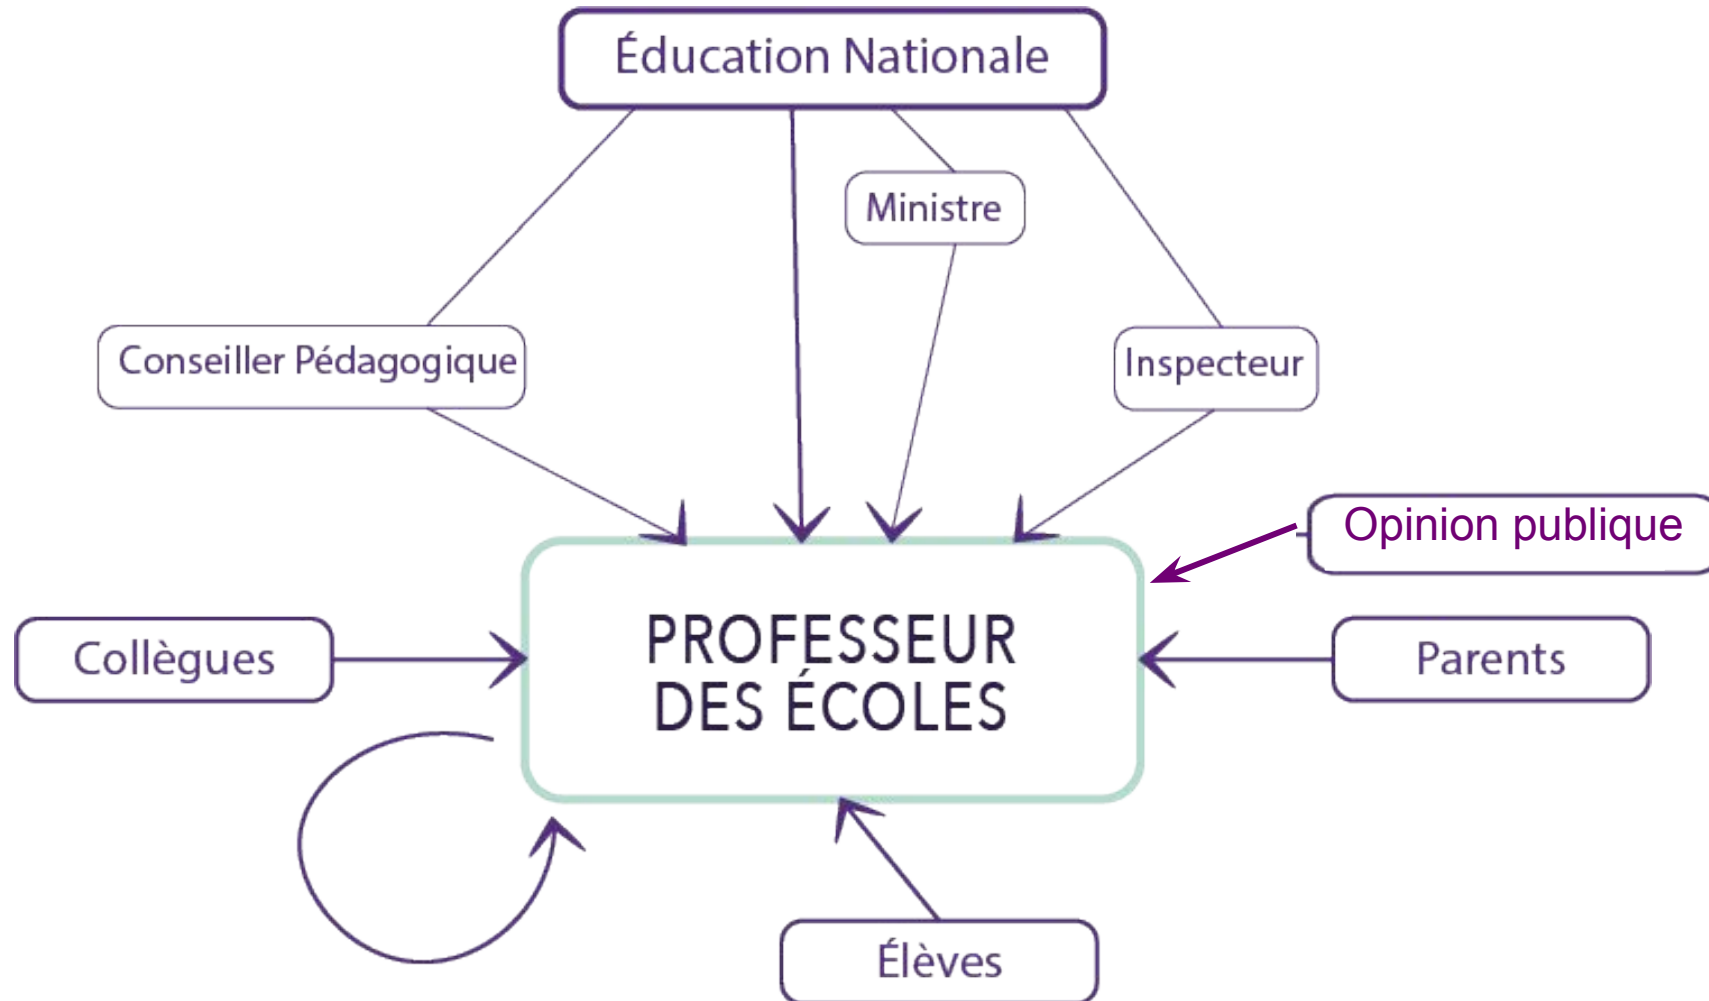 Éducation Nationale
Ministre
Conseiller Pédagogique
Inspecteur
Opinion publique
Collègues
PROFESSEUR
DES ÉCOLES
Parents
Élèves